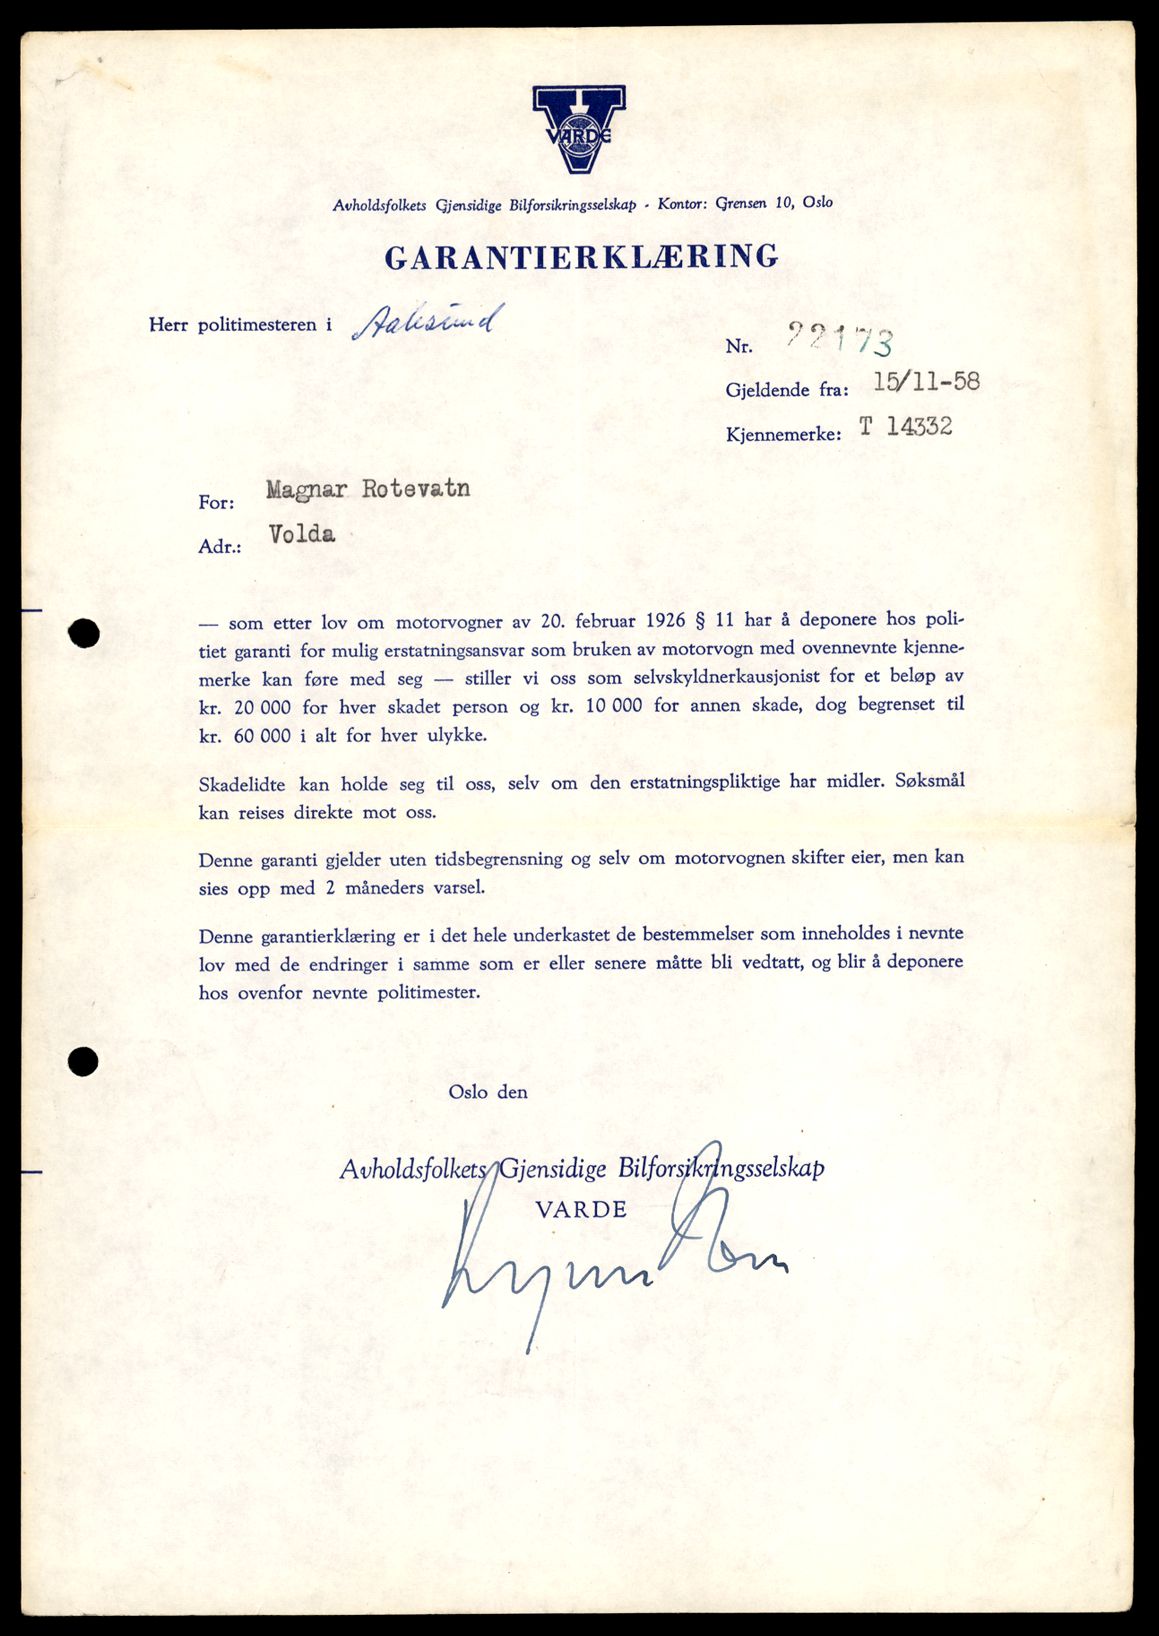 VARDE
Avholdsfolkets Gjensidige Bilforsikringsselskap - Kontor: Grensen 10, Oslo
GARANTIERKLÆRING
Herr politimesteren i Aalesund
Nr. 22173
Gjeldende fra: 15/11-58
Kjennemerke: T 14332
For: Magnar Rotevatn
Adr.: Volda
— som etter lov om motorvogner av 20. februar 1926 § 11 har å deponere hos poli-
tiet garanti for mulig erstatningsansvar som bruken av motorvogn med ovennevnte kjenne-
merke kan føre med seg — stiller vi oss som selvskyldnerkausjonist for et beløp av
kr. 20 000 for hver skadet person og kr. 10 000 for annen skade, dog begrenset til
kr. 60 000 i alt for hver ulykke.
Skadelidte kan holde seg til oss, selv om den erstatningspliktige har midler. Søksmål
kan reises direkte mot oss.
Denne garanti gjelder uten tidsbegrensning og selv om motorvognen skifter eier, men kan
sies opp med 2 måneders varsel.
Denne garantierklæring er i det hele underkastet de bestemmelser som inneholdes i nevnte
lov med de endringer i samme som er eller senere måtte bli vedtatt, og blir å deponere
hos ovenfor nevnte politimester.
Oslo den
Avholdsfolkets Gjensidige Bilforsikringsselskap
VARDE